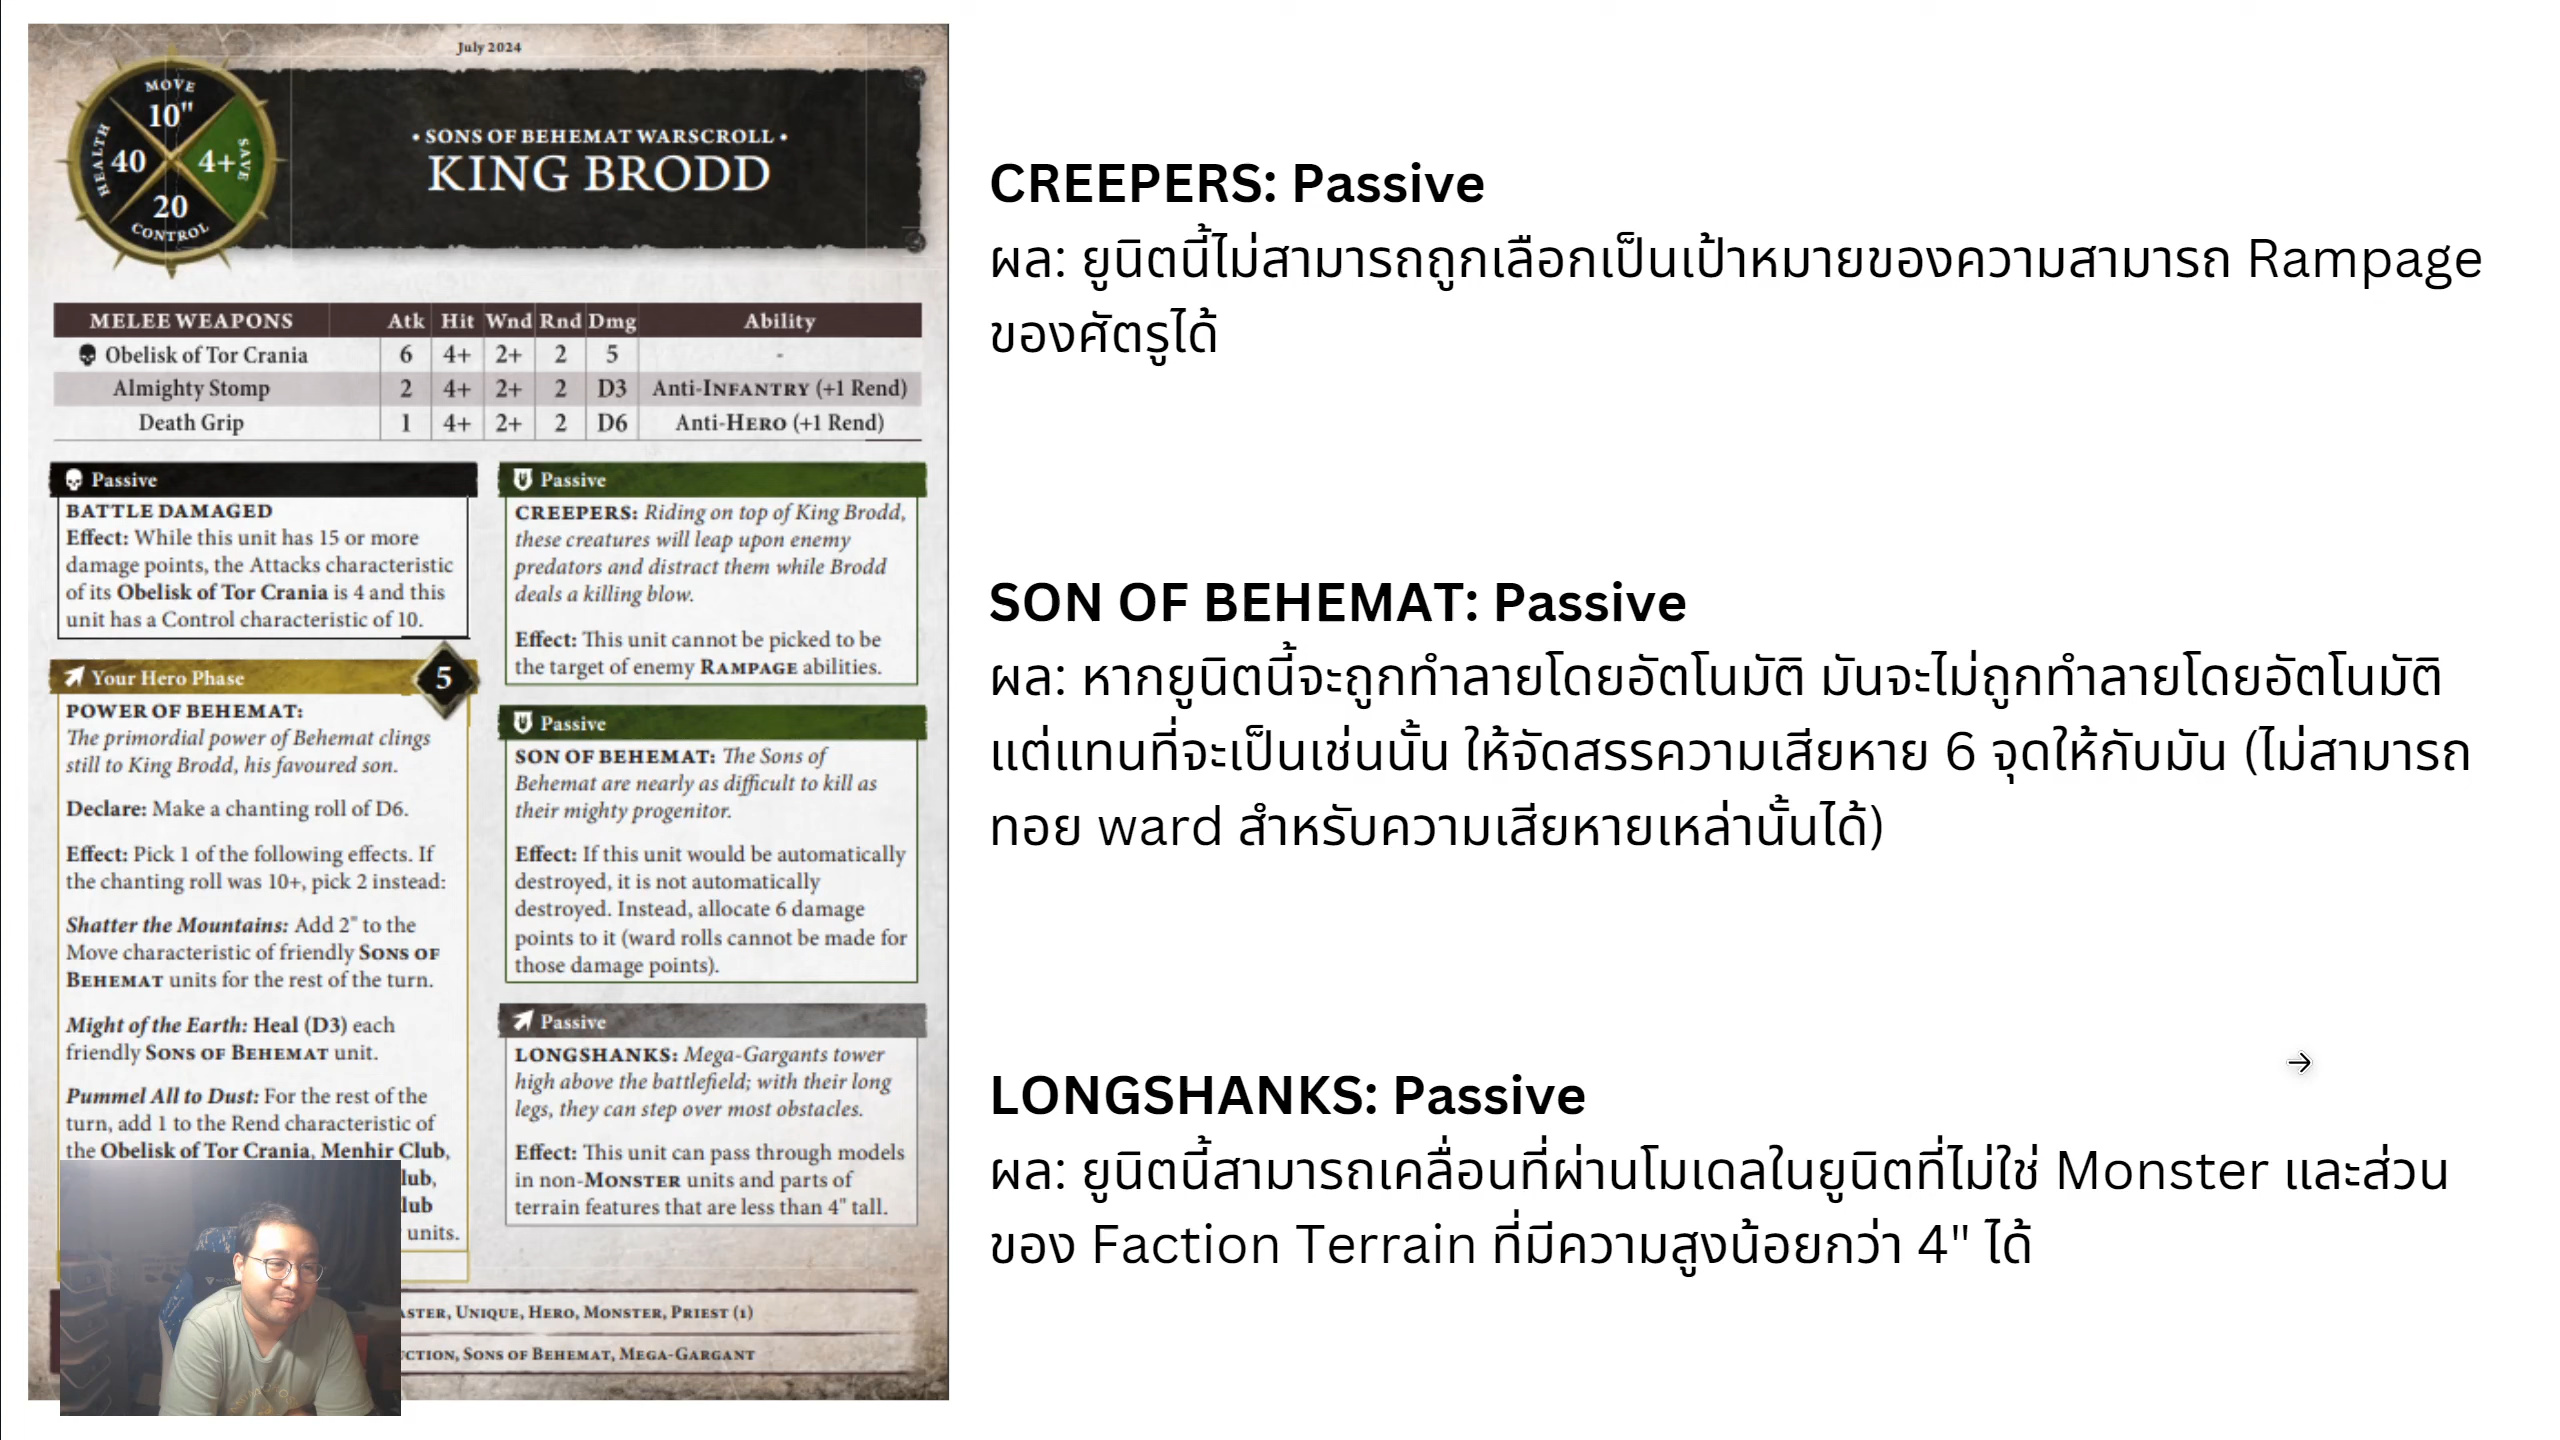 July 2024
MOVE
10"
HEALTH
40
4+
SAVE
20
CONTROL
• SONS OF BEHEMAT WARSCROLL •
KING BRODD
MELEE WEAPONS Atk Hit Wnd Rnd Dmg Ability
Obelisk of Tor Crania 6 4+ 2+ 2 5 -
Almighty Stomp 2 4+ 2+ 2 D3 Anti-INFANTRY (+1 Rend)
Death Grip 1 4+ 2+ 2 D6 Anti-HERO (+1 Rend)
Passive
BATTLE DAMAGED
Effect: While this unit has 15 or more
damage points, the Attacks characteristic
of its Obelisk of Tor Crania is 4 and this
unit has a Control characteristic of 10.
Your Hero Phase
5
POWER OF BEHEMAT:
The primordial power of Behemat clings
still to King Brodd, his favoured son.
Declare: Make a chanting roll of D6.
Effect: Pick 1 of the following effects. If
the chanting roll was 10+, pick 2 instead:
Shatter the Mountains: Add 2" to the
Move characteristic of friendly SONS OF
BEHEMAT units for the rest of the turn.
Might of the Earth: Heal (D3) each
friendly SONS OF BEHEMAT unit.
Pummel All to Dust: For the rest of the
turn, add 1 to the Rend characteristic of
the Obelisk of Tor Crania, Menhir Club,
lub,
lub
units.
Passive
CREEPERS: Riding on top of King Brodd,
these creatures will leap upon enemy
predators and distract them while Brodd
deals a killing blow.
Effect: This unit cannot be picked to be
the target of enemy RAMPAGE abilities.
Passive
SON OF BEHEMAT: The Sons of
Behemat are nearly as difficult to kill as
their mighty progenitor.
Effect: If this unit would be automatically
destroyed, it is not automatically
destroyed. Instead, allocate 6 damage
points to it (ward rolls cannot be made for
those damage points).
Passive
LONGSHANKS: Mega-Gargants tower
high above the battlefield; with their long
legs, they can step over most obstacles.
Effect: This unit can pass through models
in non-MONSTER units and parts of
terrain features that are less than 4" tall.
ASTER, UNIQUE, HERO, MONSTER, PRIEST (1)
CTION, SONS OF BEHEMAT, MEGA-GARGANT
CREEPERS: Passive
ผล: ยูนิตนี้ไม่สามารถถูกเลือกเป็นเป้าหมายของความสามารถ Rampage
ของศัตรูได้
SON OF BEHEMAT: Passive
ผล: หากยูนิตนี้จะถูกทำลายโดยอัตโนมัติ มันจะไม่ถูกทำลายโดยอัตโนมัติ
แต่แทนที่จะเป็นเช่นนั้น ให้จัดสรรความเสียหาย 6 จุดให้กับมัน (ไม่สามารถ
ทอย ward สำหรับความเสียหายเหล่านั้นได้)
LONGSHANKS: Passive
ผล: ยูนิตนี้สามารถเคลื่อนที่ผ่านโมเดลในยูนิตที่ไม่ใช่ Monster และส่วน
ของ Faction Terrain ที่มีความสูงน้อยกว่า 4" ได้